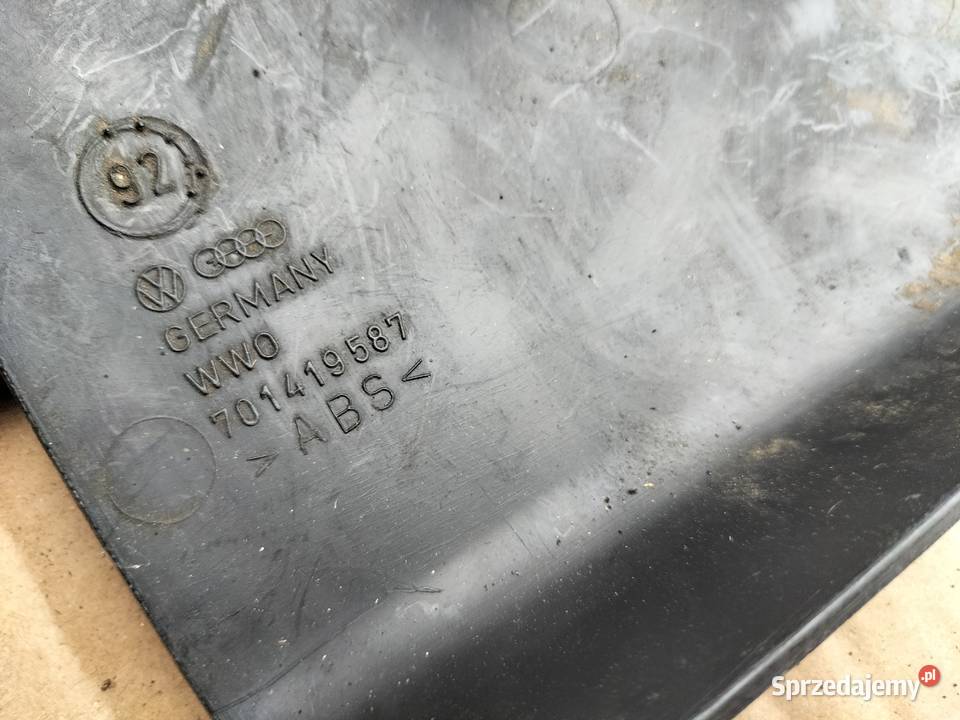 92
GERMANY
WWO
701419587
>ABS<
Sprzedajemy.pl